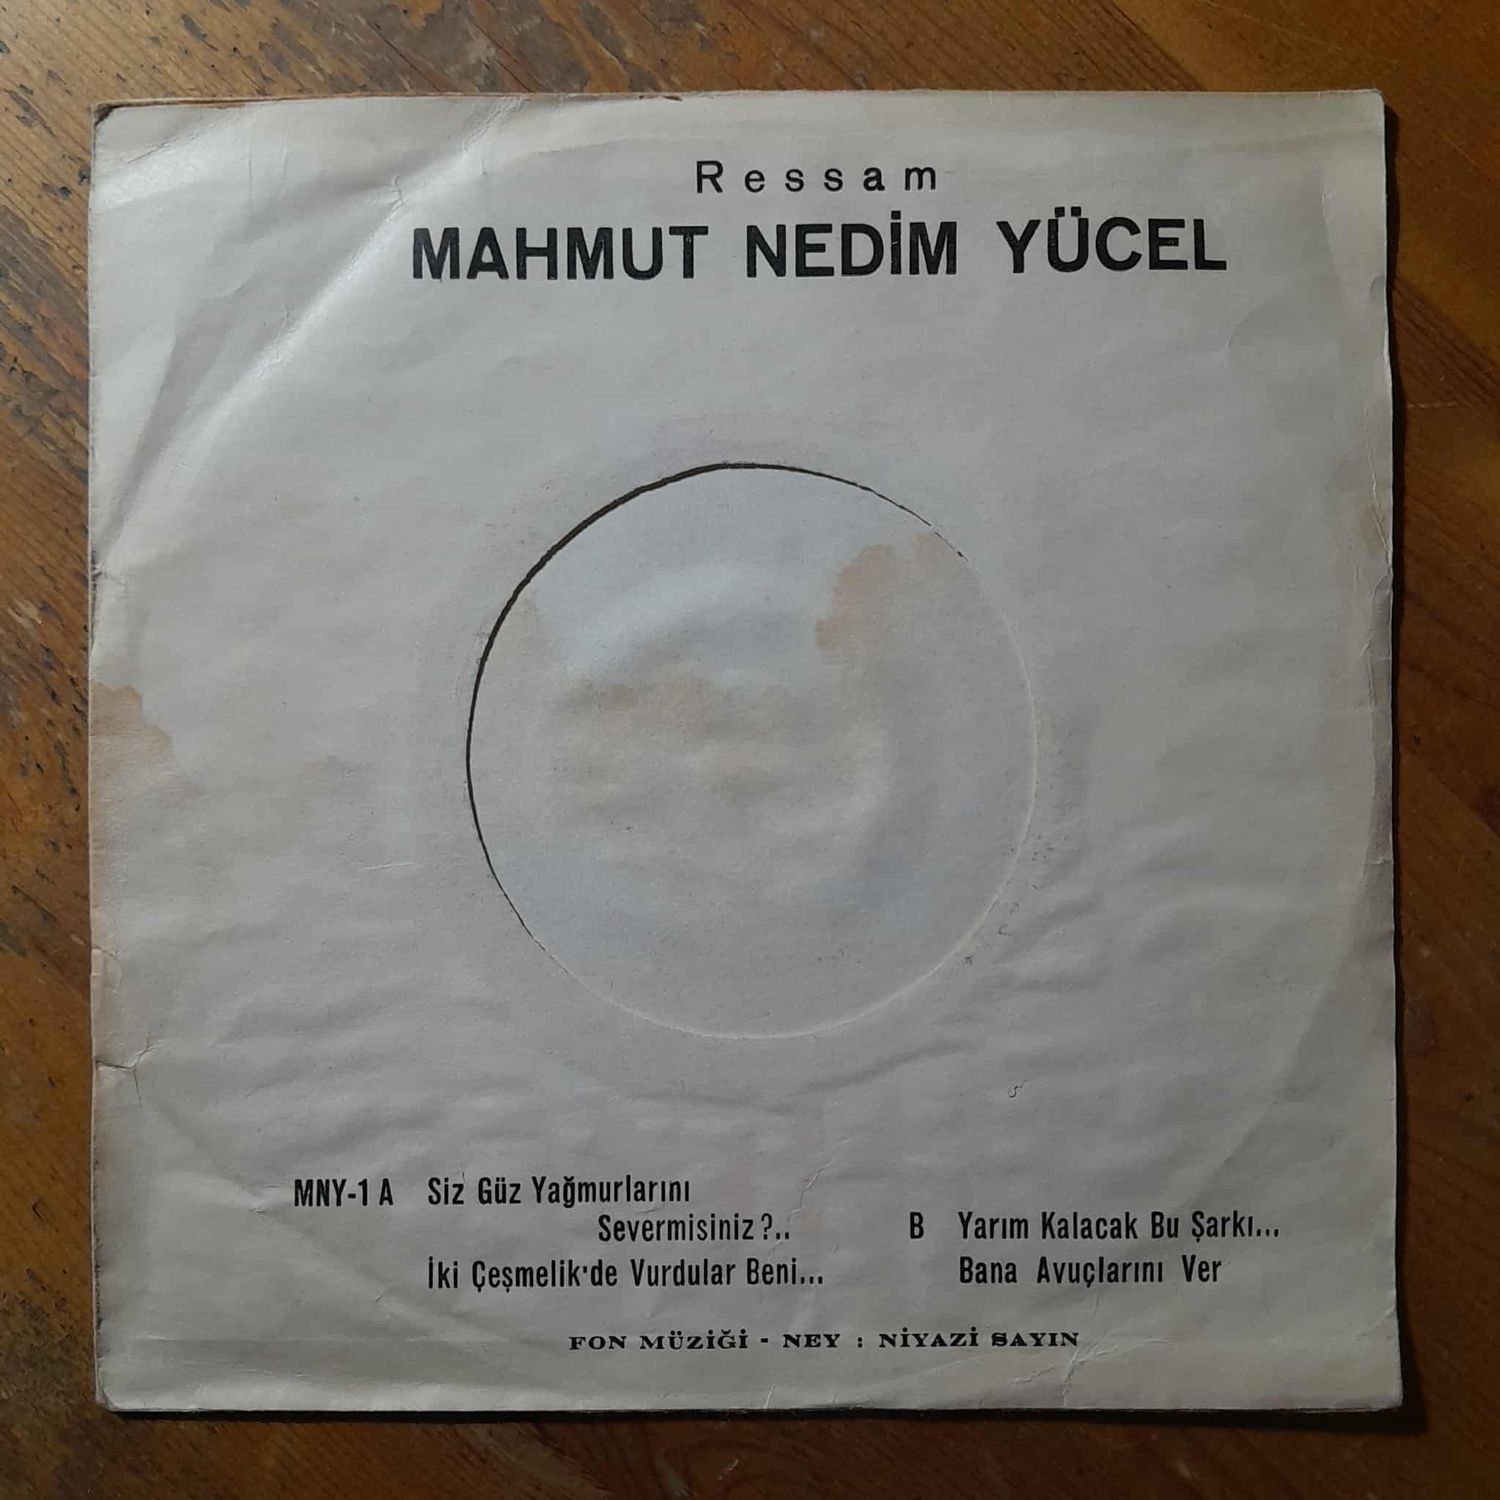 Ressam
MAHMUT NEDİM YÜCEL
MNY-1 A Siz Güz Yağmurlarını
Severmisiniz?..
İki Çeşmelik'de Vurdular Beni...
B Yarım Kalacak Bu Şarkı...
Bana Avuçlarını Ver
FON MÜZİĞİ - NEY : NİYAZİ SAYIN